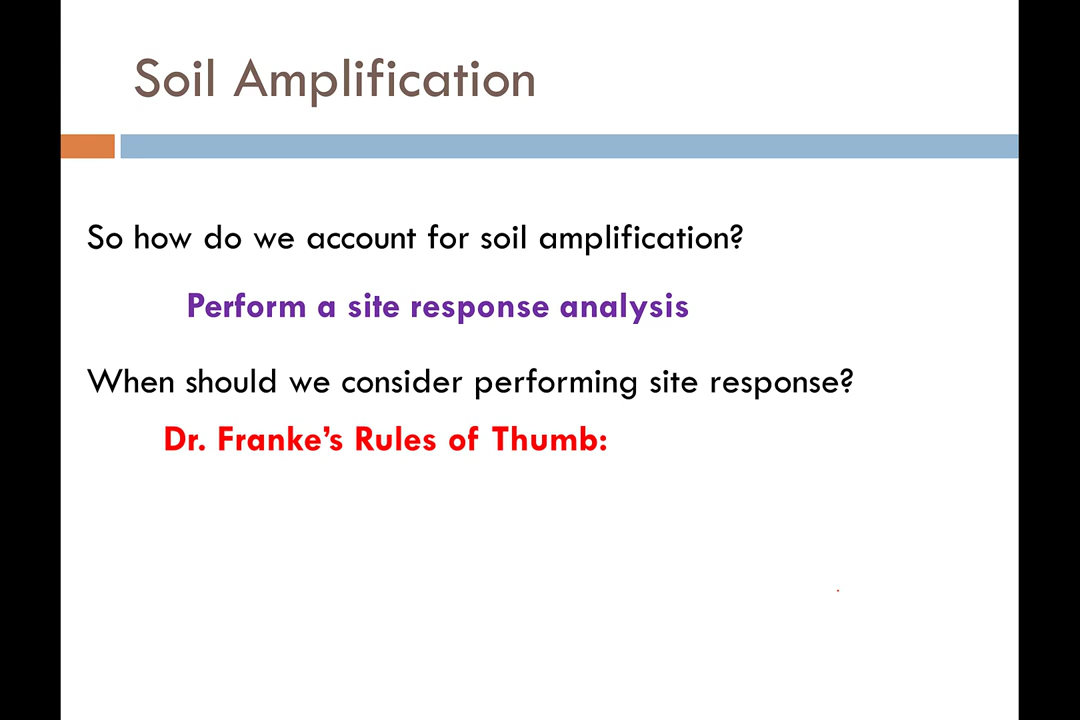 Soil Amplification
So how do we account for soil amplification?
Perform a site response analysis
When should we consider performing site response?
Dr. Franke’s Rules of Thumb: